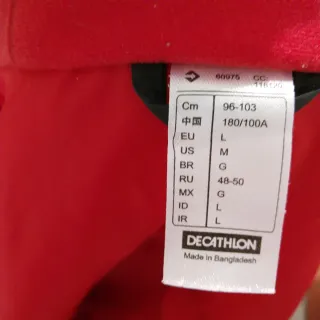 60975 CC
Cm 96-103
中国 180/100A
EU L
US M
BR G
RU 48-50
MX G
ID L
IR L
DECATHLON
Made in Bangladesh